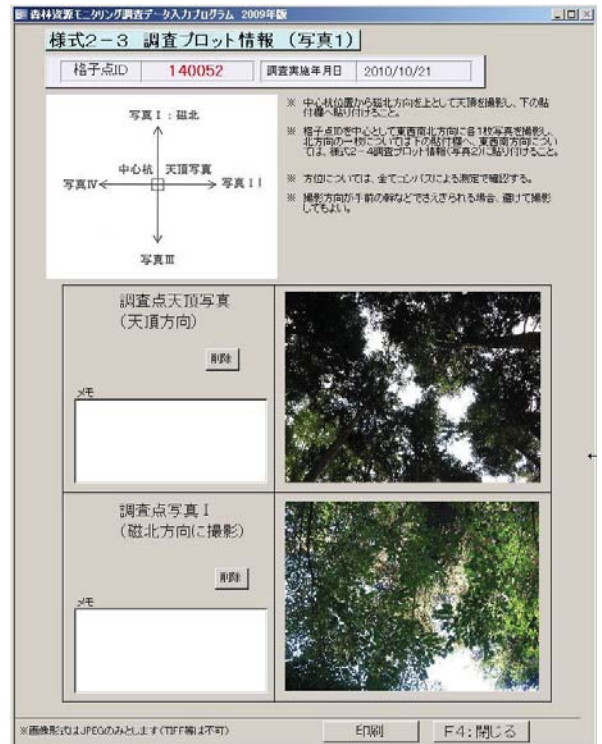 森林資源モニタリング調査データ入力プログラム 2009年版
様式2-3 調査プロット情報 (写真1)
格子点ID 140052 調査実施年月日 2010/10/21
写真Ⅰ：磁北
中心杭 天頂写真
写真Ⅳ 写真II
写真Ⅲ
※ 中心杭位置から磁北方向を上として天頂を撮影し、下の貼
付欄へ貼り付けること。
※ 格子点IDを中心として東西南北方向に各1枚写真を撮影し、
北方向の一枚については下の貼付欄へ、東西南方向につい
ては、様式2-4調査プロット情報(写真2)に貼り付けること。
※ 方位については、全てコンパスによる測定で確認する。
※ 撮影方向が手前の幹などでさえぎられる場合、避けて撮影
してもよい。
調査点天頂写真
(天頂方向)
削除
メモ
調査点写真Ⅰ
(磁北方向に撮影)
削除
メモ
※画像形式はJPEGのみとします(TIFF等は不可)
印刷 F4:閉じる